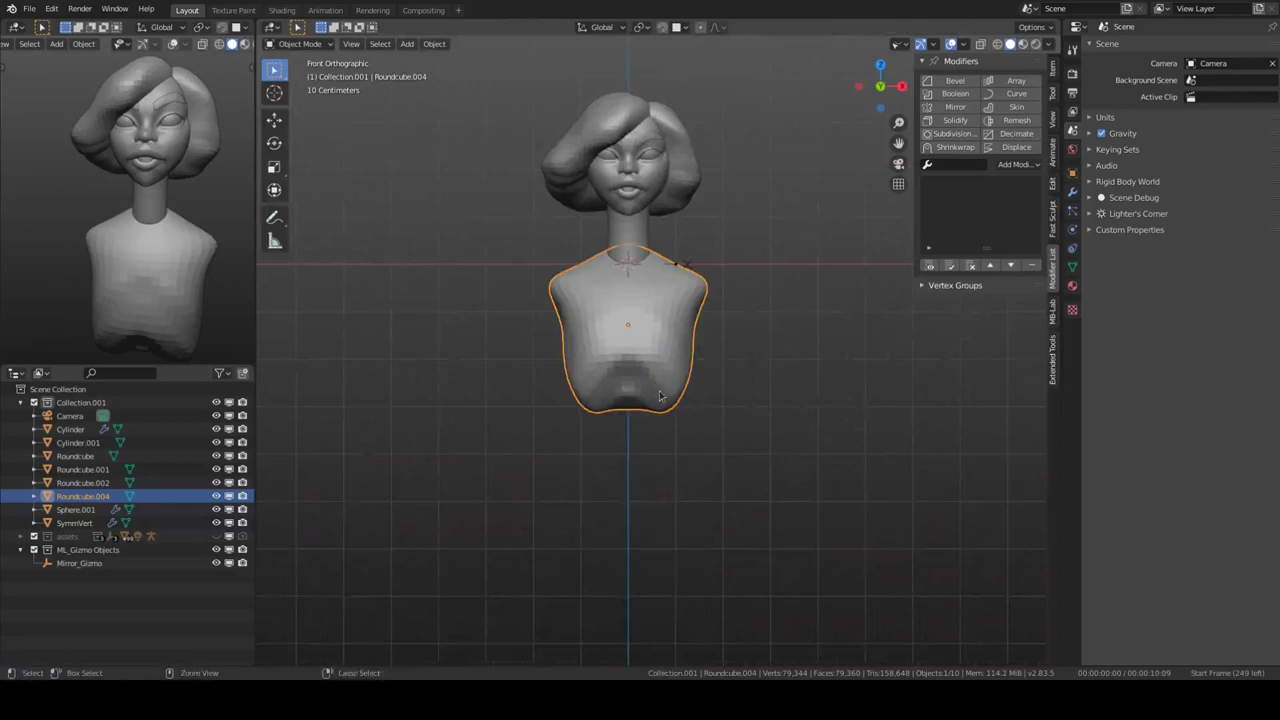 File Edit Render Window Help
Layout Texture Paint Shading Animation Rendering Compositing +
Scene
View Layer
Global
Global
Options
Scene
Select Add Object
Object Mode View Select Add Object
Front Orthographic
(1) Collection.001 | Roundcube.004
10 Centimeters
Z
Y
X
Modifiers
Bevel Array
Boolean Curve
Mirror Skin
Solidify Remesh
Subdivision... Decimate
Shrinkwrap Displace
Add Modi...
Vertex Groups
Item
Tool
View
Animate
Edit
Fast Sculpt
Modifier List
MB-Lab
Extended Tools
Scene
Camera Camera
Background Scene
Active Clip
Units
Gravity
Keying Sets
Audio
Rigid Body World
Scene Debug
Lighter's Corner
Custom Properties
Scene Collection
Collection.001
Camera
Cylinder
Cylinder.001
Roundcube
Roundcube.001
Roundcube.002
Roundcube.004
Sphere.001
SymmVert
assets
ML_Gizmo Objects
Mirror_Gizmo
Select Box Select Zoom View Lasso Select
Collection.001 | Roundcube.004 | Verts:79,344 | Faces:79,360 | Tris:158,648 | Objects:1/10 | Mem: 114.2 MiB | v2.83.5 00:00:00:00 / 00:00:10:09 Start Frame (249 left)